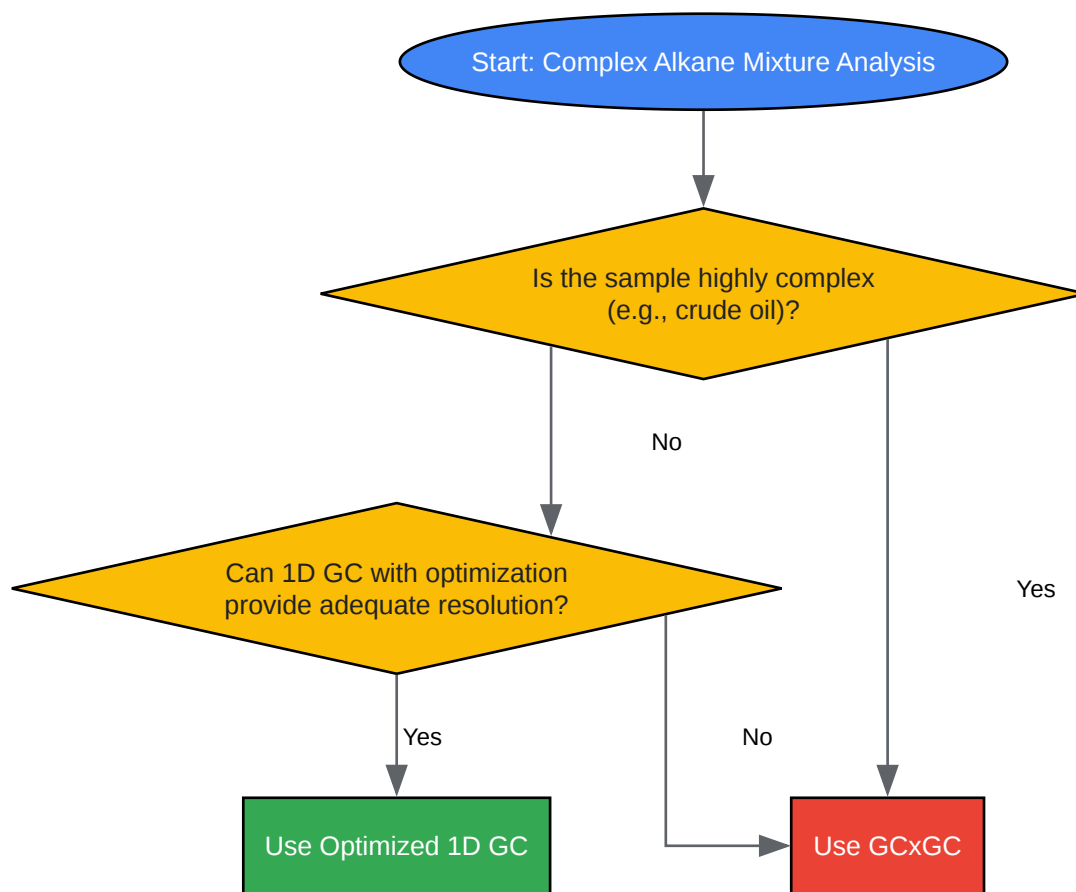 Start: Complex Alkane Mixture Analysis
Is the sample highly complex
(e.g., crude oil)?
No
Can 1D GC with optimization
provide adequate resolution?
Yes
Yes
No
Use Optimized 1D GC
Use GCxGC